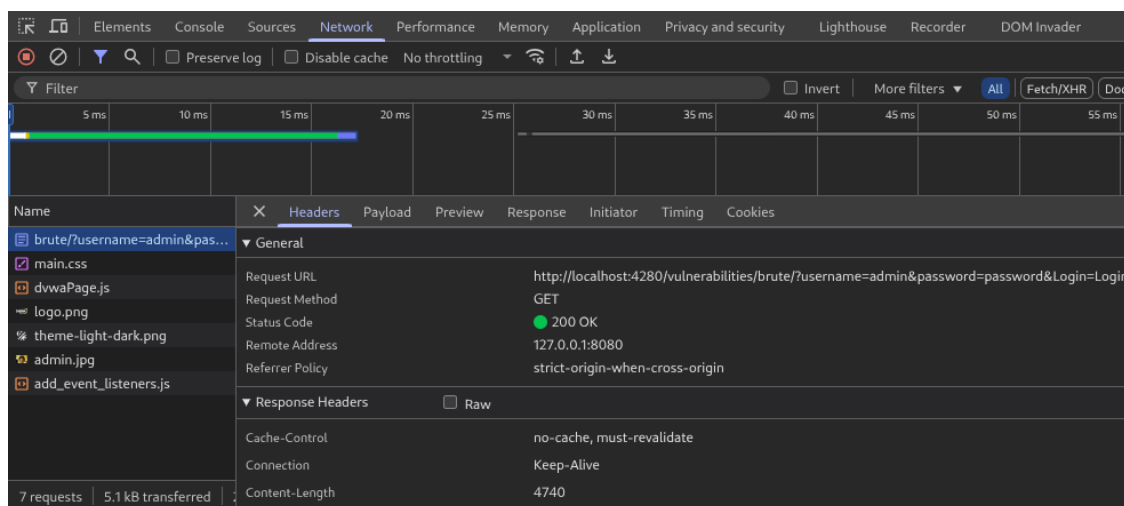 Elements Console Sources Network Performance Memory Application Privacy and security Lighthouse Recorder DOM Invader
Preserve log Disable cache No throttling
Filter Invert More filters All Fetch/XHR
5 ms 10 ms 15 ms 20 ms 25 ms 30 ms 35 ms 40 ms 45 ms 50 ms 55 ms
Name Headers Payload Preview Response Initiator Timing Cookies
brute/?username=admin&pas...
main.css
dvwaPage.js
logo.png
theme-light-dark.png
admin.jpg
add_event_listeners.js
General
Request URL http://localhost:4280/vulnerabilities/brute/?username=admin&password=password&Login=Login
Request Method GET
Status Code 200 OK
Remote Address 127.0.0.1:8080
Referrer Policy strict-origin-when-cross-origin
Response Headers Raw
Cache-Control no-cache, must-revalidate
Connection Keep-Alive
Content-Length 4740
7 requests 5.1 kB transferred